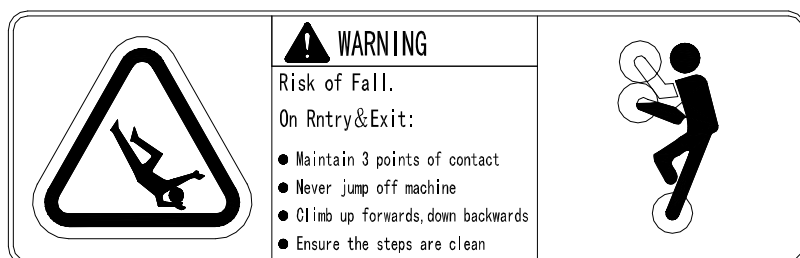 WARNING
Risk of Fall.
On Rntry&Exit:
● Maintain 3 points of contact
● Never jump off machine
● Climb up forwards,down backwards
● Ensure the steps are clean